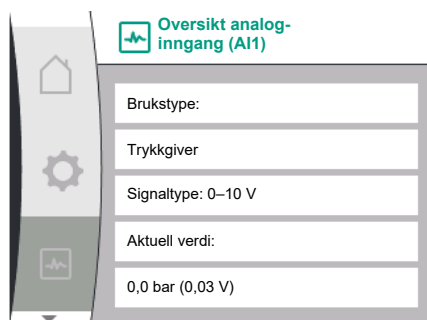 Oversikt analog-
inngang (AI1)
Brukstype:
Trykkgiver
Signaltype: 0–10 V
Aktuell verdi:
0,0 bar (0,03 V)